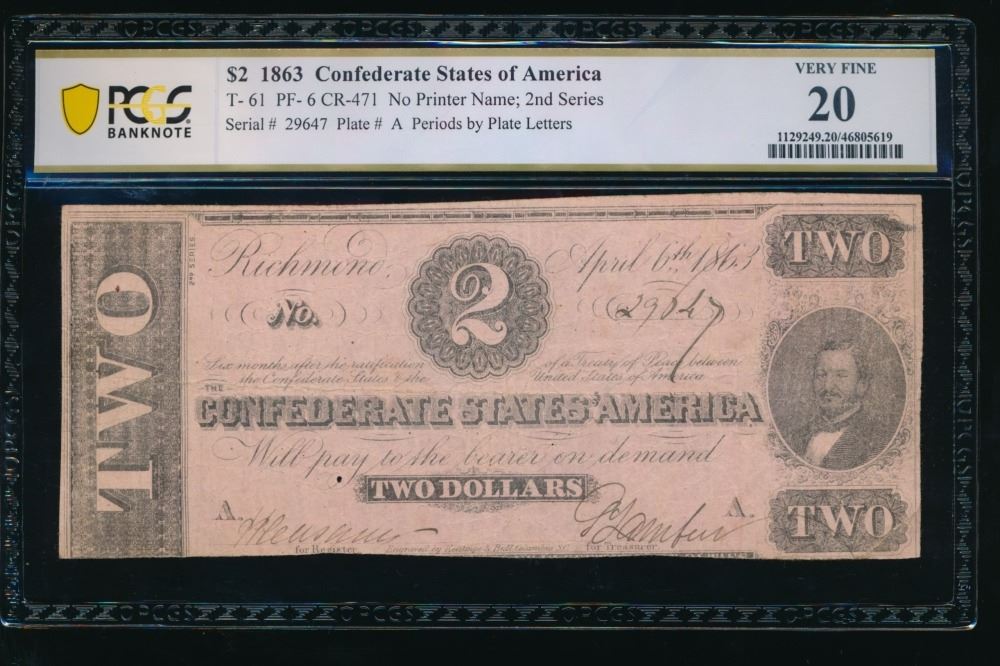 PCGS
BANKNOTE
$2 1863 Confederate States of America
T- 61 PF- 6 CR-471 No Printer Name; 2nd Series
Serial # 29647 Plate # A Periods by Plate Letters
VERY FINE
20
1129249.20/46805619
TWO
2ND SERIES
Richmond, April 6th, 1863
2
No. 29647
TWO
Six months after the ratification of a Treaty of Peace between
the Confederate States & the United States of America
THE
CONFEDERATE STATES AMERICA
Will pay to the bearer on demand
TWO DOLLARS
A. A.
TWO
for Register for Treasurer